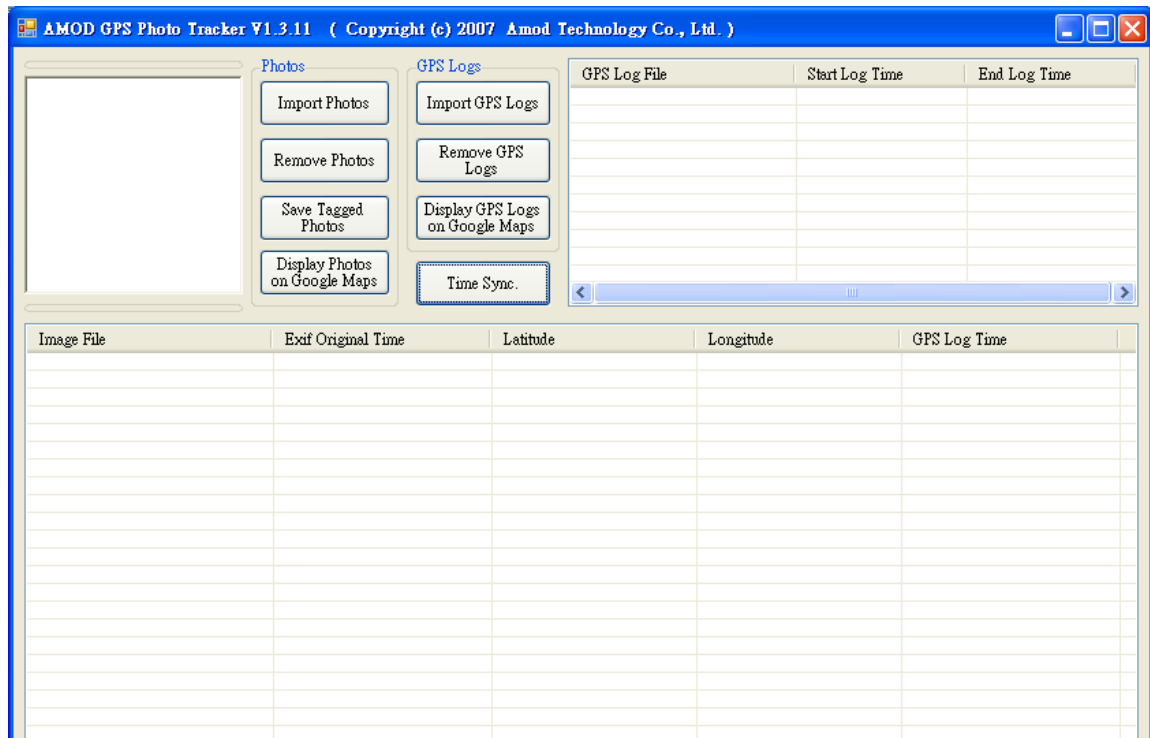 AMOD GPS Photo Tracker V1.3.11 ( Copyright (c) 2007 Amod Technology Co., Ltd. )
Photos
Import Photos
Remove Photos
Save Tagged
Photos
Display Photos
on Google Maps
GPS Logs
Import GPS Logs
Remove GPS
Logs
Display GPS Logs
on Google Maps
Time Sync.
GPS Log File Start Log Time End Log Time
Image File Exif Original Time Latitude Longitude GPS Log Time